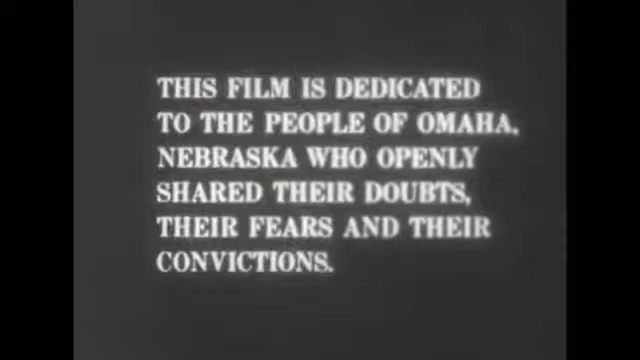 THIS FILM IS DEDICATED
TO THE PEOPLE OF OMAHA,
NEBRASKA WHO OPENLY
SHARED THEIR DOUBTS,
THEIR FEARS AND THEIR
CONVICTIONS.